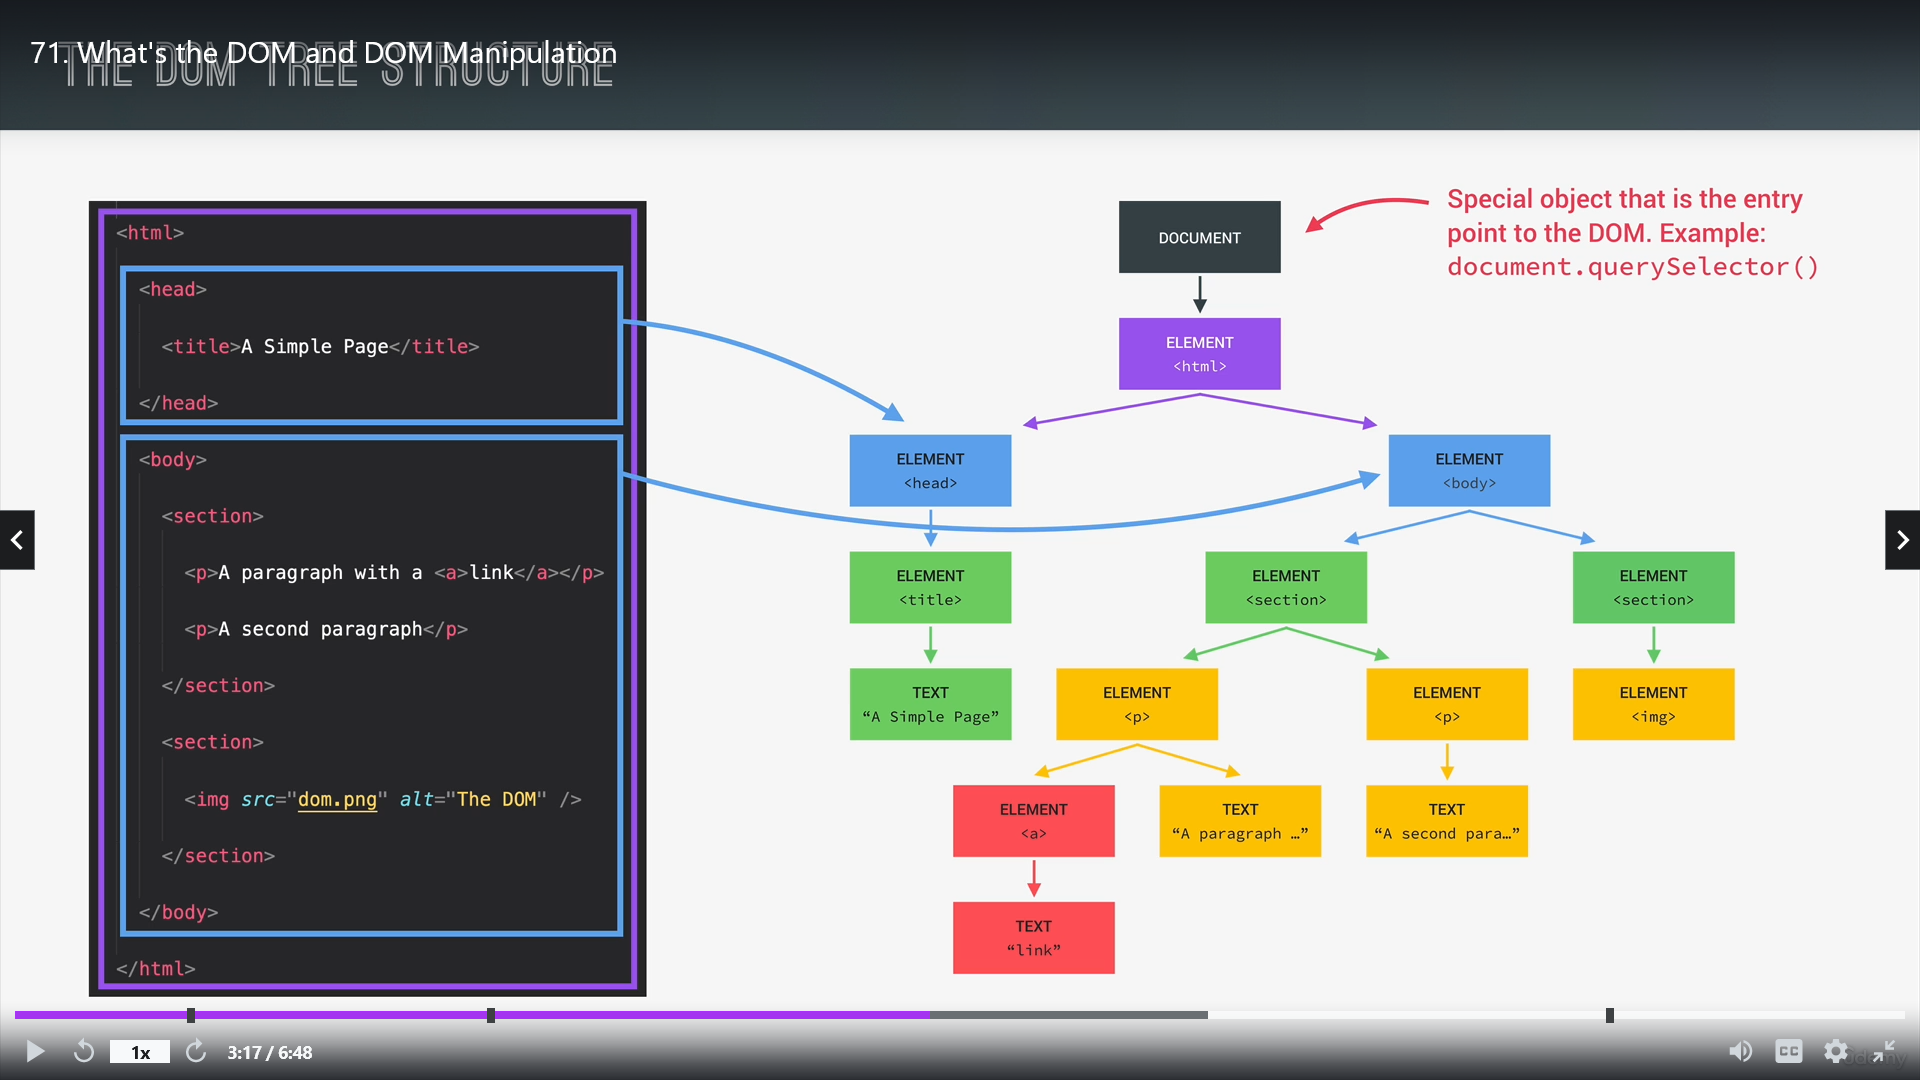 71. What's the DOM and DOM Manipulation
THE DOM TREE STRUCTURE
<html>
<head>
<title>A Simple Page</title>
</head>
<body>
<section>
<p>A paragraph with a <a>link</a></p>
<p>A second paragraph</p>
</section>
<section>
<img src="dom.png" alt="The DOM" />
</section>
</body>
</html>
DOCUMENT
Special object that is the entry
point to the DOM. Example:
document.querySelector()
ELEMENT
<html>
ELEMENT
<head>
ELEMENT
<body>
ELEMENT
<title>
ELEMENT
<section>
ELEMENT
<section>
TEXT
“A Simple Page”
ELEMENT
<p>
ELEMENT
<p>
ELEMENT
<img>
ELEMENT
<a>
TEXT
“A paragraph …”
TEXT
“A second para…”
TEXT
“link”
1x
3:17 / 6:48
CC
Udemy